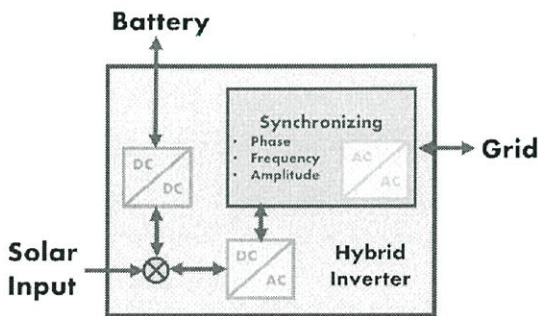 Battery
Synchronizing
• Phase
• Frequency
• Amplitude
AC
AC
Grid
DC
DC
Solar
Input
DC
AC
Hybrid
Inverter